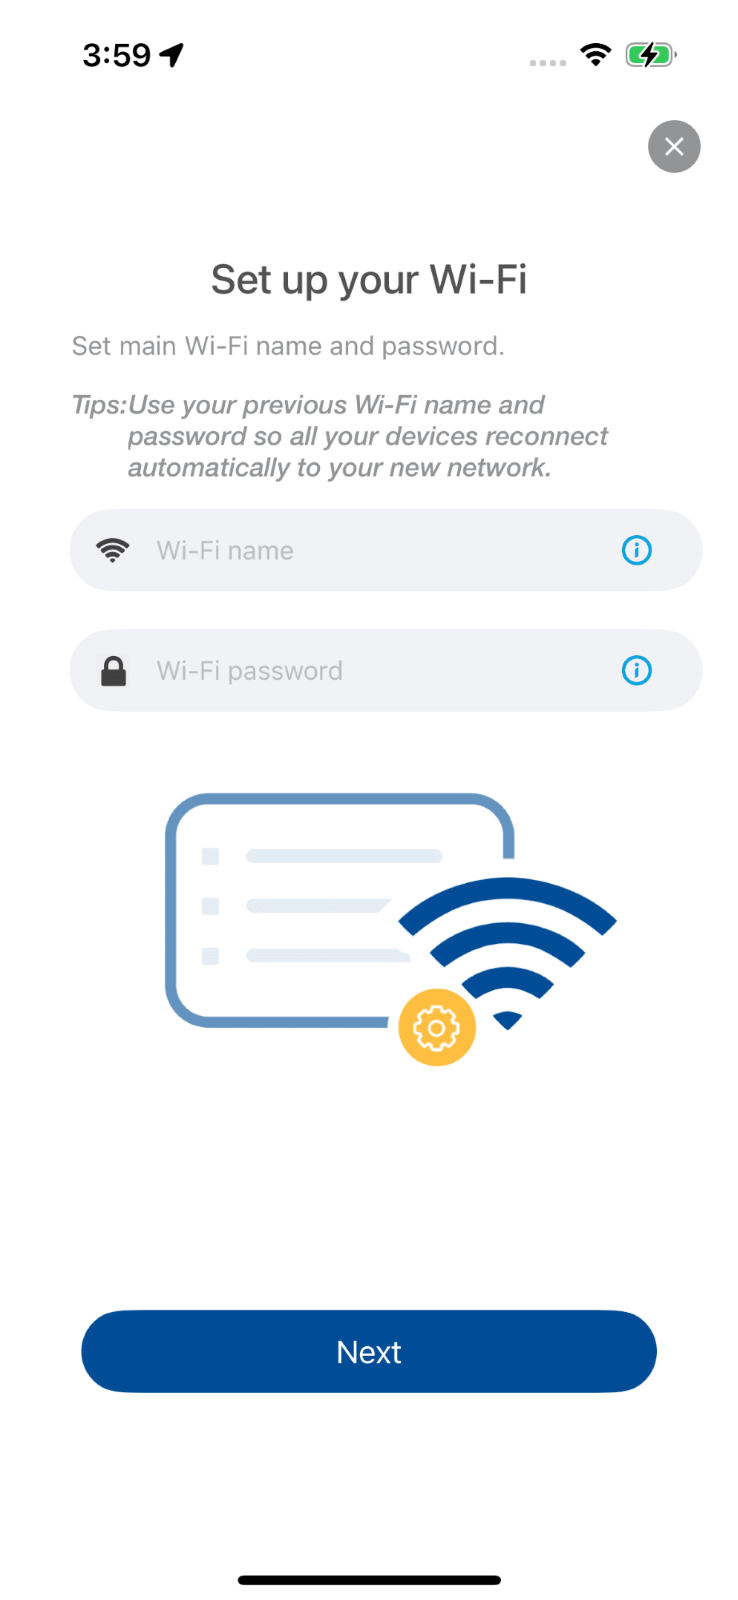 3:59
Set up your Wi-Fi
Set main Wi-Fi name and password.
Tips:Use your previous Wi-Fi name and
password so all your devices reconnect
automatically to your new network.
Wi-Fi name
Wi-Fi password
Next